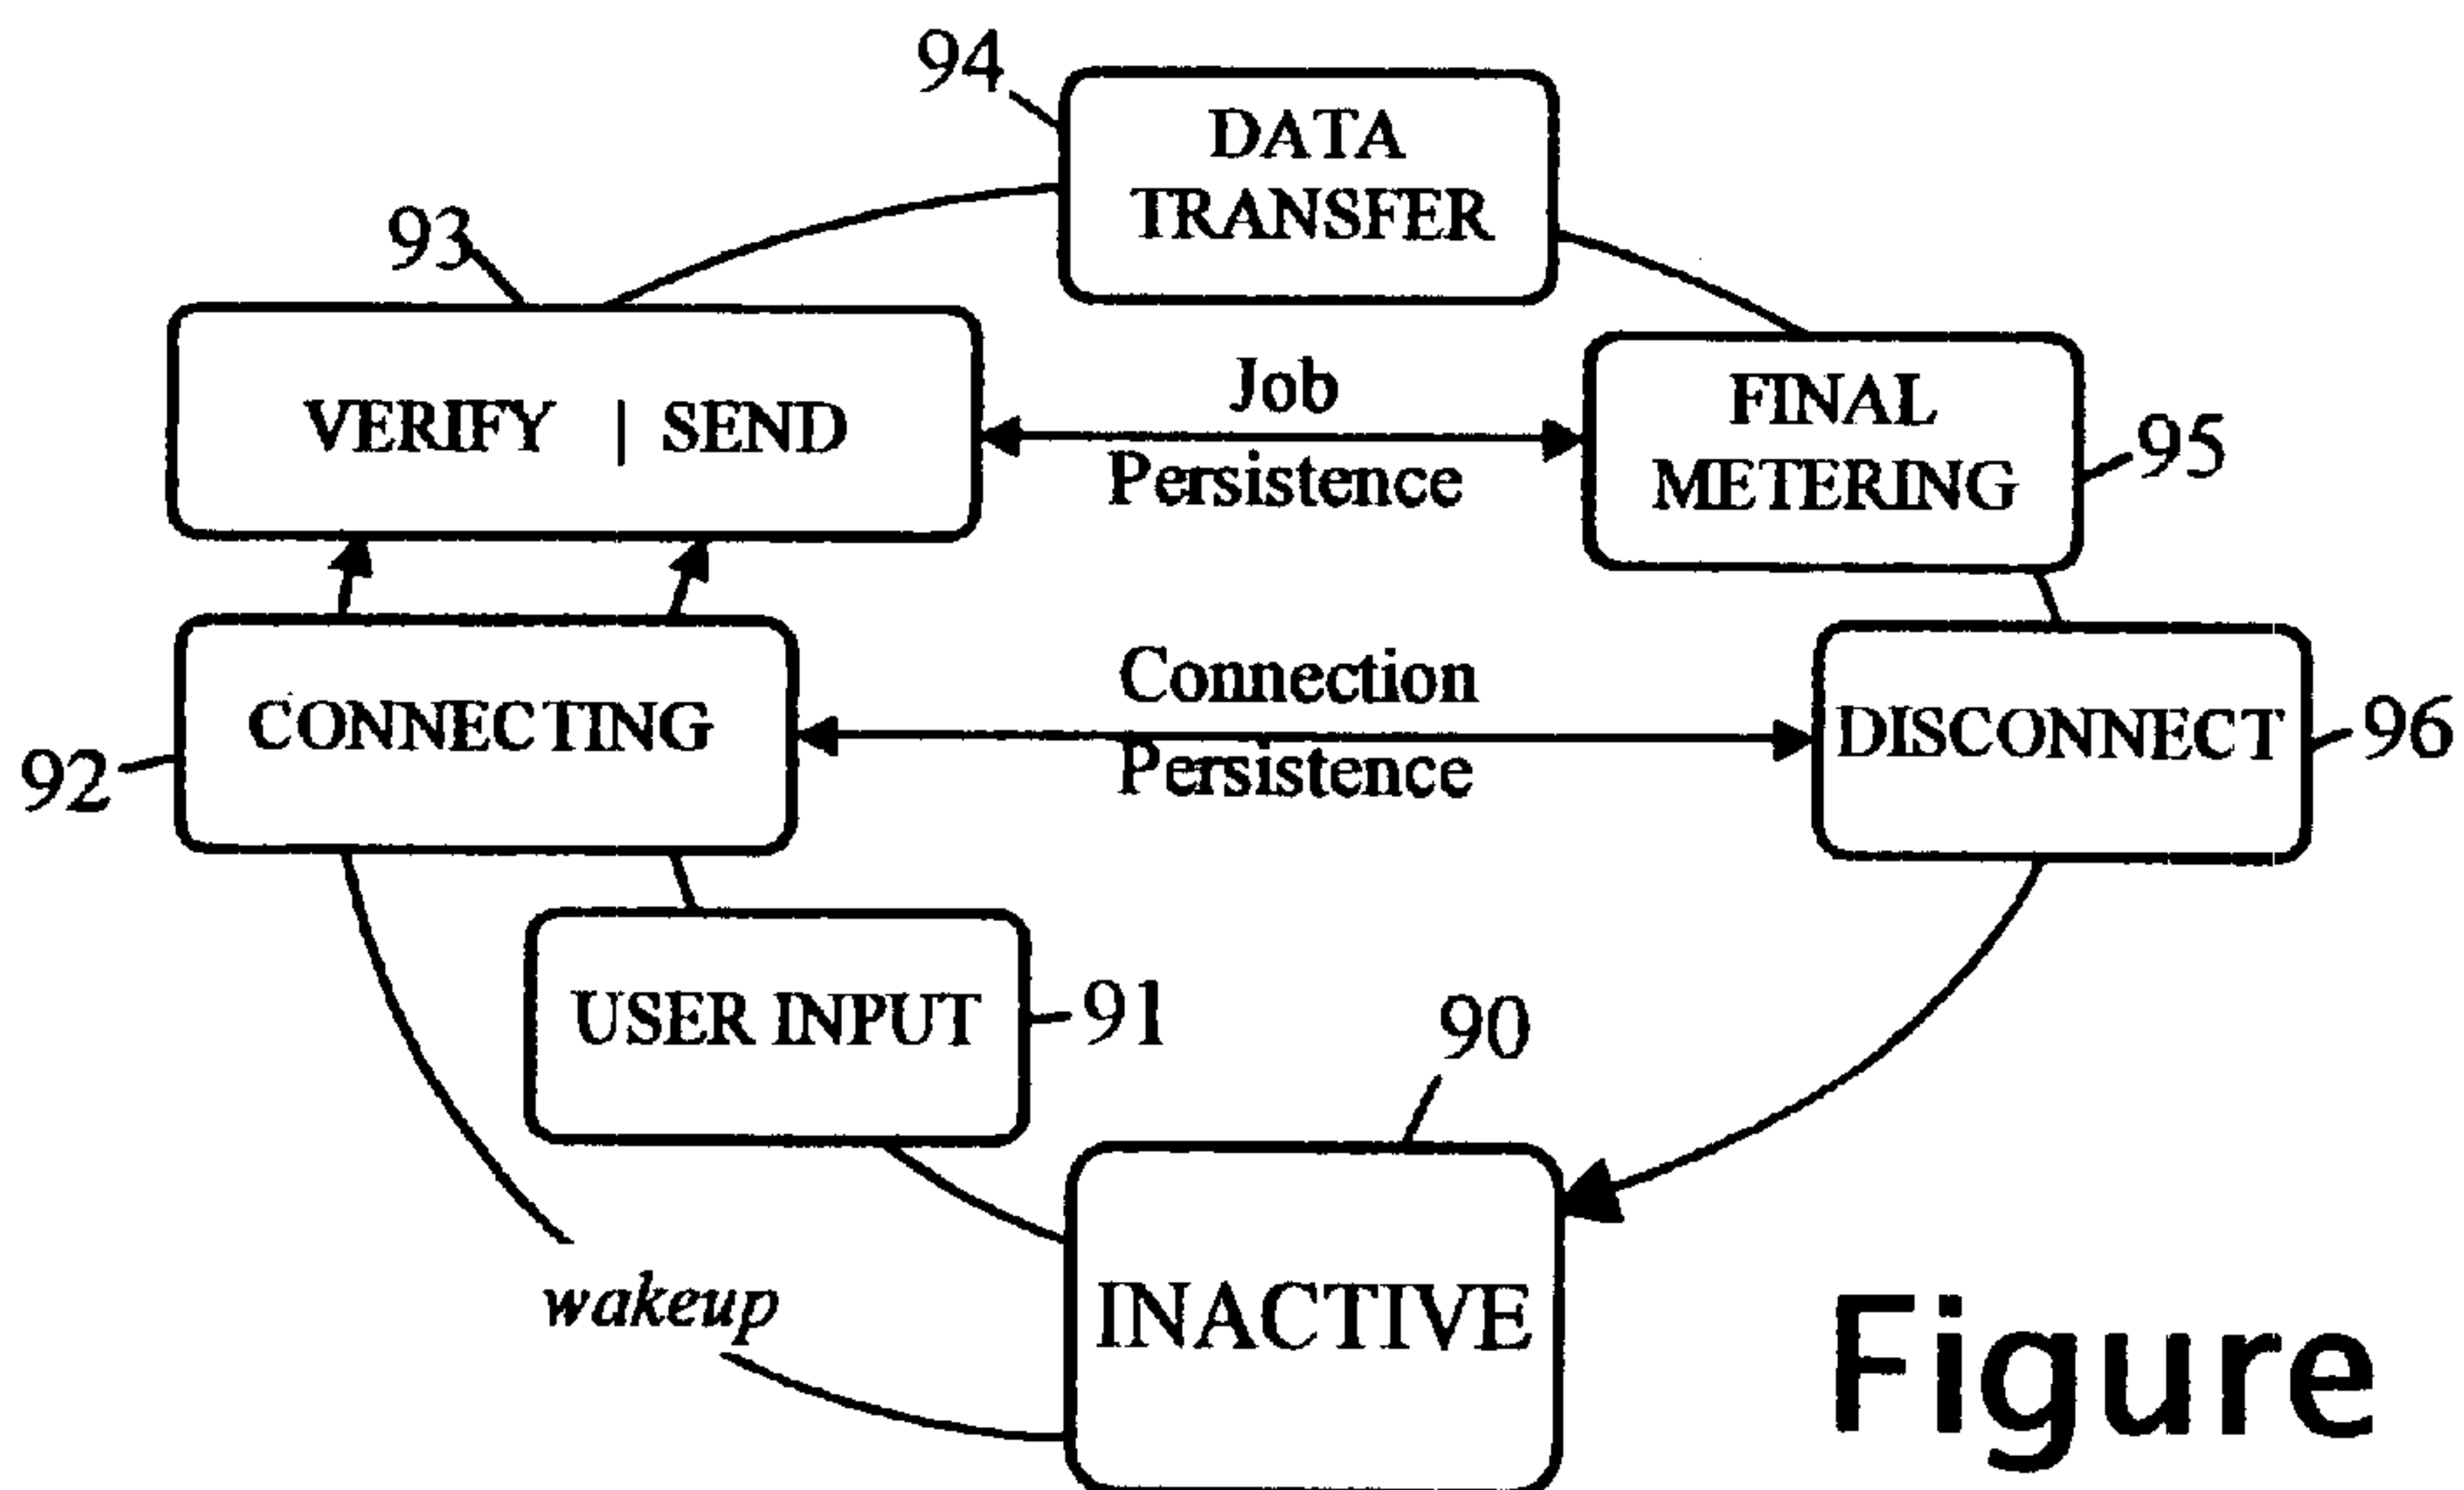 94
DATA
TRANSFER
93
VERIFY | SEND
Job
Persistence
FINAL
METERING
95
CONNECTING
92
Connection
Persistence
DISCONNECT
96
USER INPUT
91
90
wakeup
INACTIVE
Figure